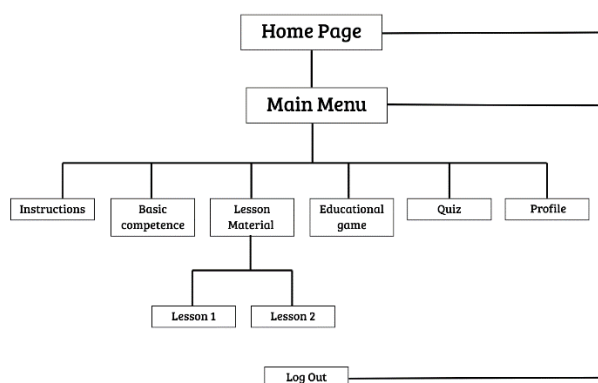 Home Page
Main Menu
Instructions
Basic
competence
Lesson
Material
Educational
game
Quiz
Profile
Lesson 1
Lesson 2
Log Out